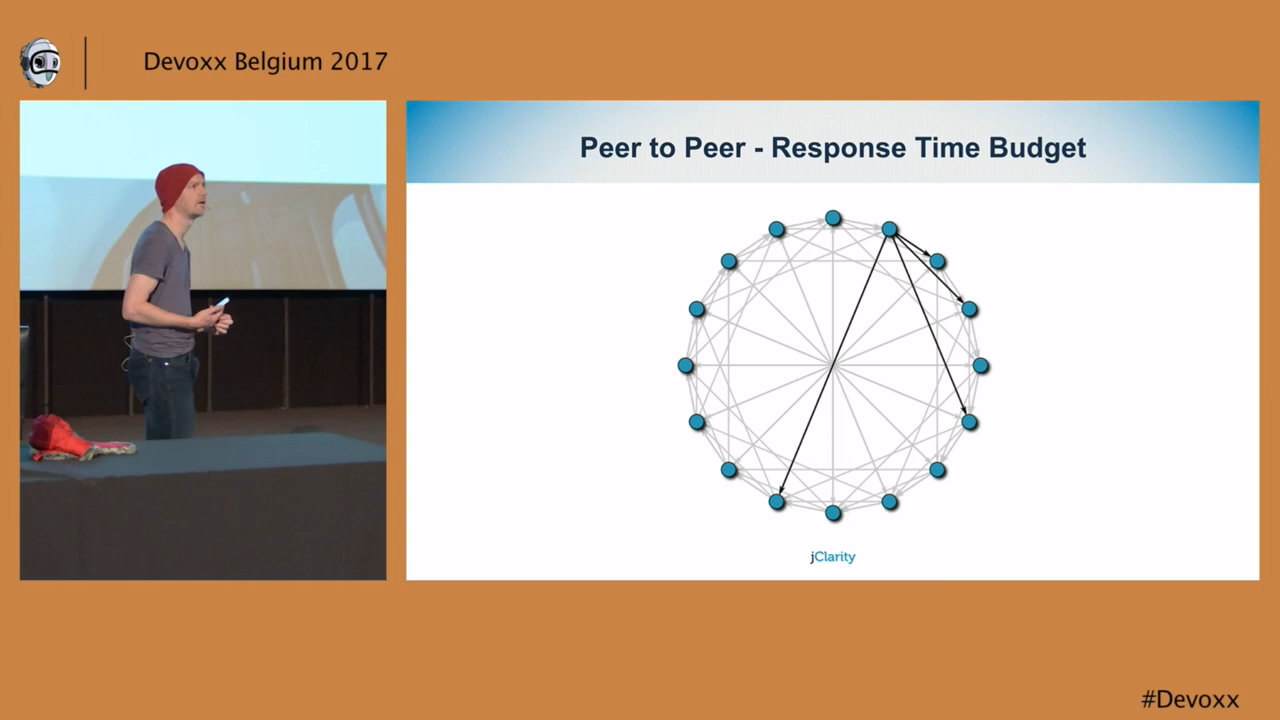 Devoxx Belgium 2017
Peer to Peer - Response Time Budget
jClarity
#Devoxx